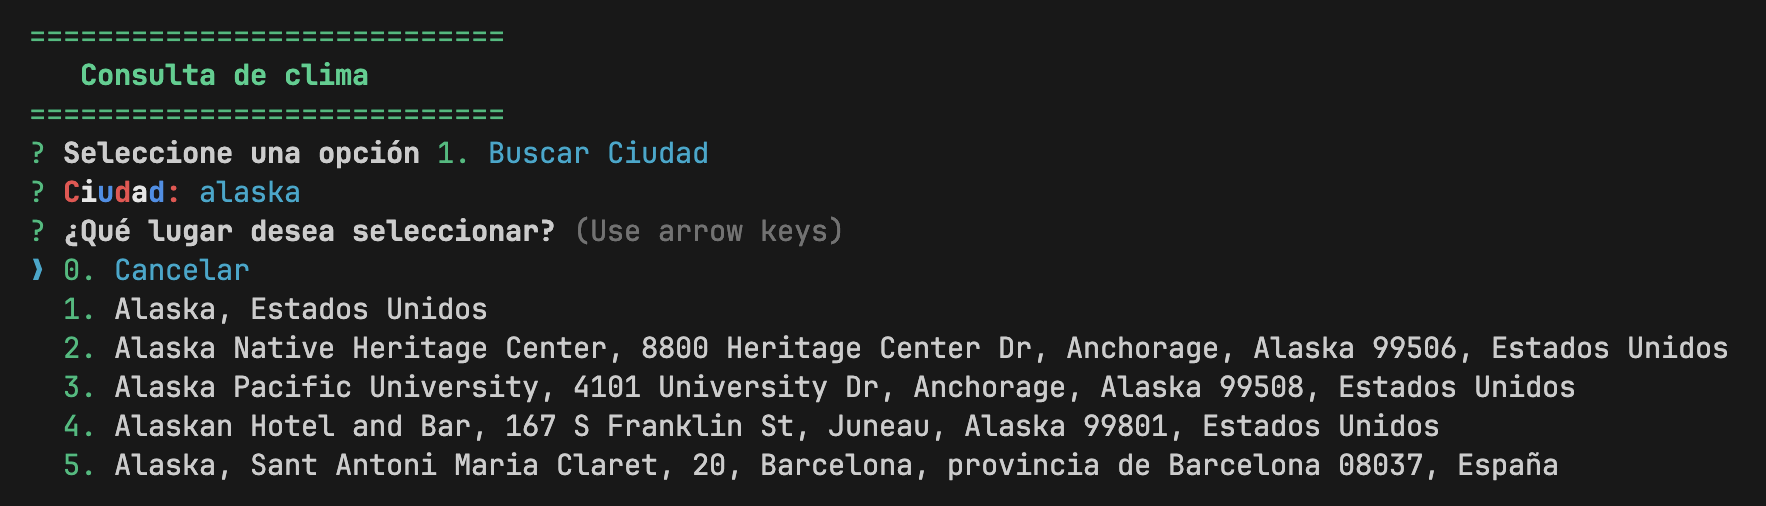 ============================
Consulta de clima
============================
? Seleccione una opción 1. Buscar Ciudad
? Ciudad: alaska
? ¿Qué lugar desea seleccionar? (Use arrow keys)
❯ 0. Cancelar
1. Alaska, Estados Unidos
2. Alaska Native Heritage Center, 8800 Heritage Center Dr, Anchorage, Alaska 99506, Estados Unidos
3. Alaska Pacific University, 4101 University Dr, Anchorage, Alaska 99508, Estados Unidos
4. Alaskan Hotel and Bar, 167 S Franklin St, Juneau, Alaska 99801, Estados Unidos
5. Alaska, Sant Antoni Maria Claret, 20, Barcelona, provincia de Barcelona 08037, España